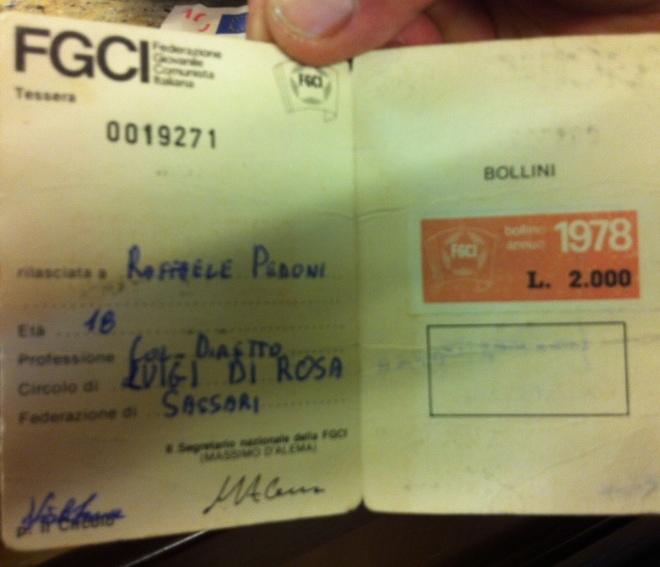 FGCI Federazione
Giovanile
Comunista
Italiana
Tessera
FGCI
0019271
rilasciata a RAFFAELE PEDONI
Età 18
Professione COL. DIRETTO
Circolo di LUIGI DI ROSA
Federazione di SASSARI
Il Segretario nazionale della FGCI
(MASSIMO D'ALEMA)
p. il Circolo
BOLLINI
FGCI bollino
annuo 1978
L. 2.000